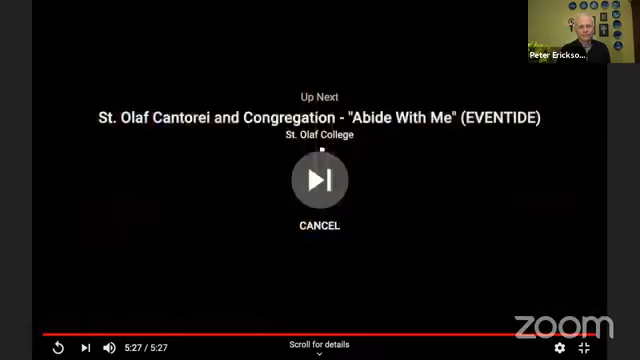 Peter Erickso...
Up Next
St. Olaf Cantorei and Congregation - "Abide With Me" (EVENTIDE)
St. Olaf College
CANCEL
zoom
5:27 / 5:27
Scroll for details